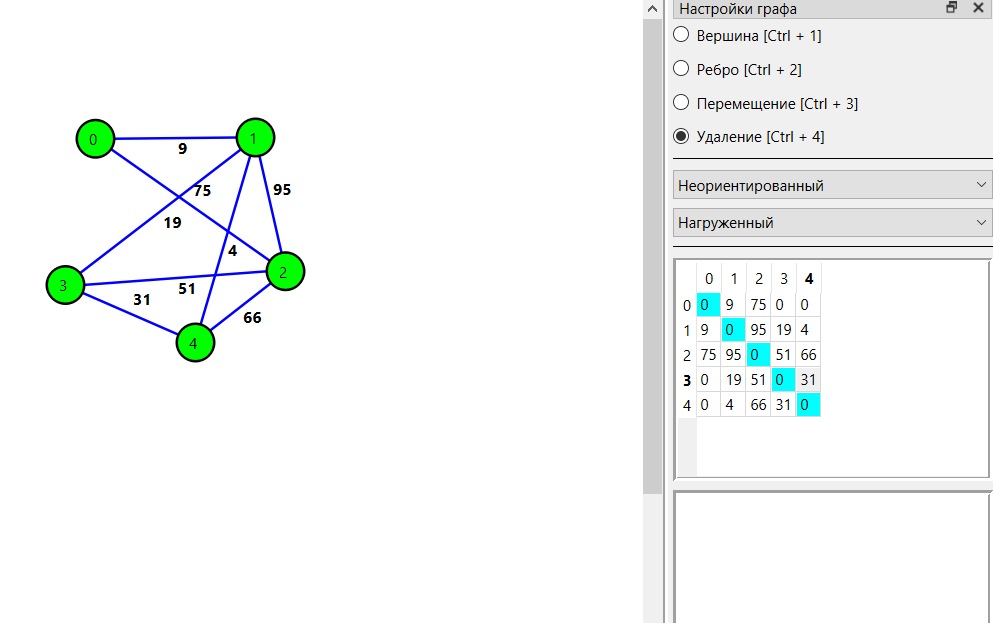 Настройки графа
Вершина [Ctrl + 1]
Ребро [Ctrl + 2]
Перемещение [Ctrl + 3]
Удаление [Ctrl + 4]
Неориентированный
Нагруженный
0 1 2 3 4
0 0 9 75 0 0
1 9 0 95 19 4
2 75 95 0 51 66
3 0 19 51 0 31
4 0 4 66 31 0
0
1
9
75
95
19
4
2
3
51
31
66
4